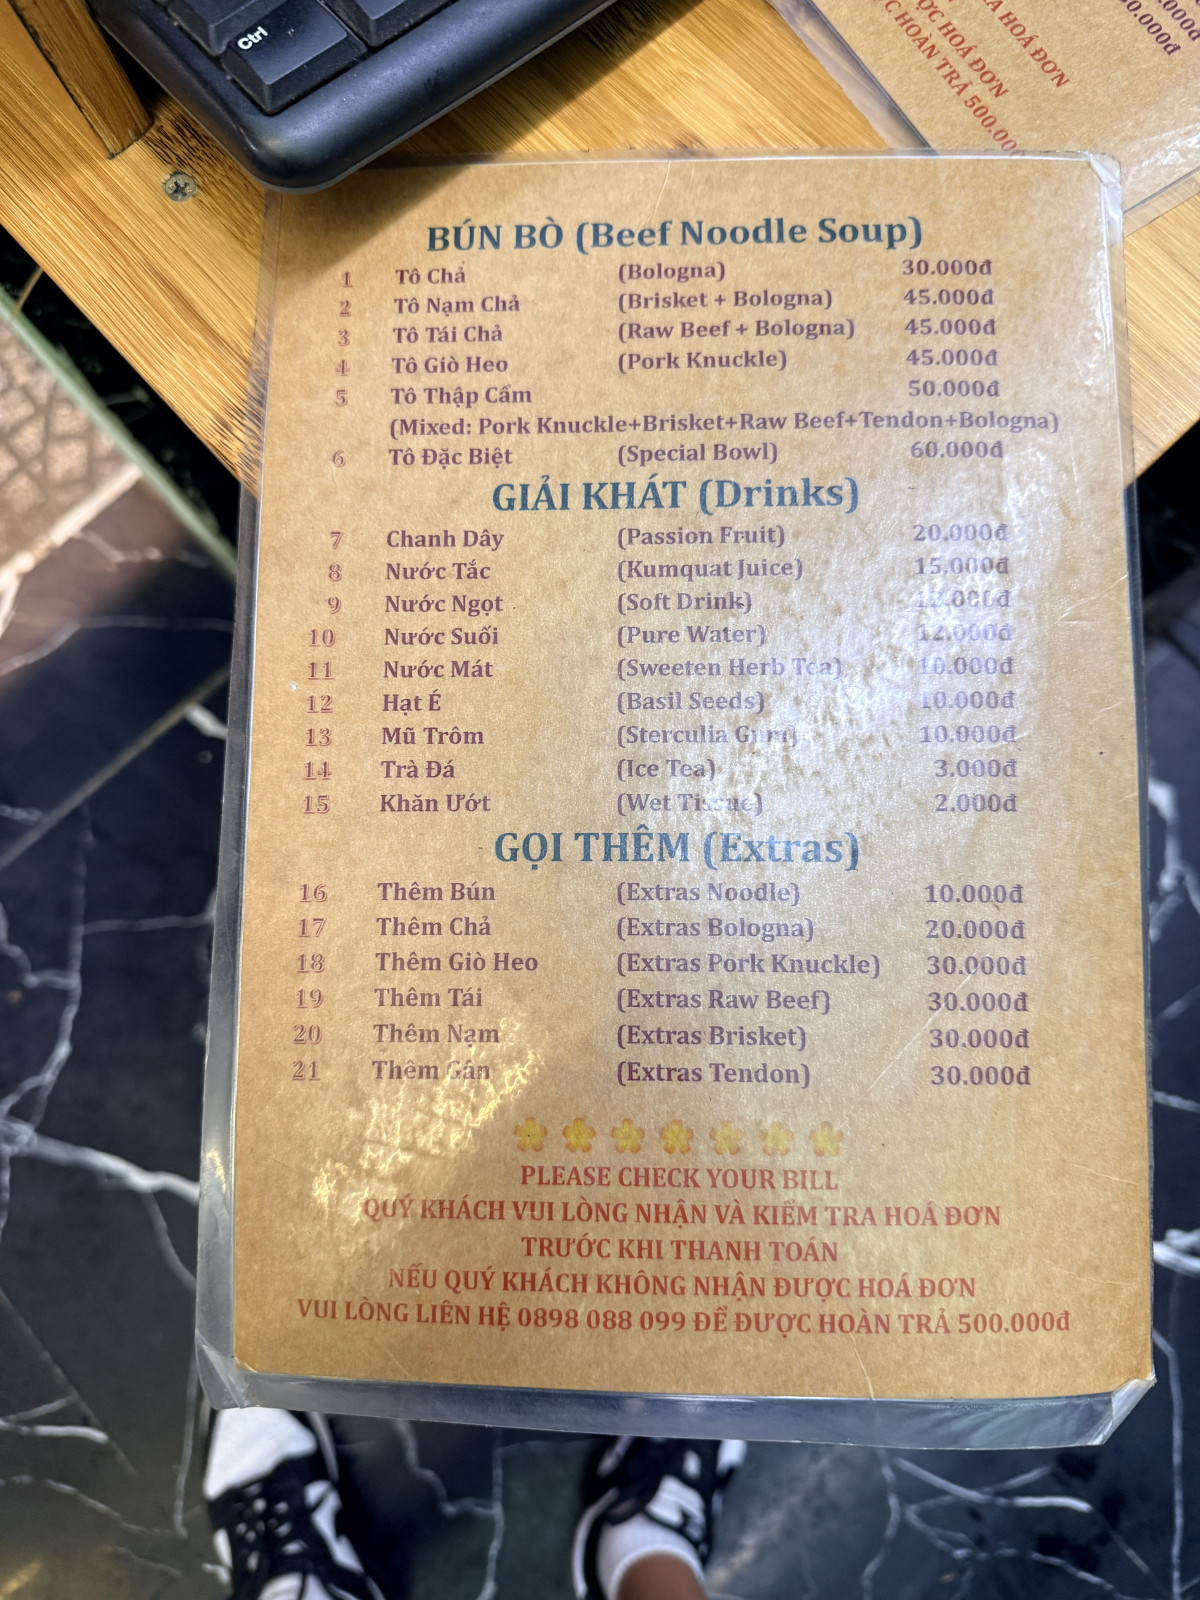 Ctrl
HOÁ ĐƠN
HOÁ ĐƠN
HOÀN TRẢ
BÚN BÒ (Beef Noodle Soup)
1 Tô Chả (Bologna) 30.000đ
2 Tô Nạm Chả (Brisket + Bologna) 45.000đ
3 Tô Tái Chả (Raw Beef + Bologna) 45.000đ
4 Tô Giò Heo (Pork Knuckle) 45.000đ
5 Tô Thập Cẩm 50.000đ
(Mixed: Pork Knuckle+Brisket+Raw Beef+Tendon+Bologna)
6 Tô Đặc Biệt (Special Bowl) 60.000đ
GIẢI KHÁT (Drinks)
7 Chanh Dây (Passion Fruit) 20.000đ
8 Nước Tắc (Kumquat Juice) 15.000đ
9 Nước Ngọt (Soft Drink)
10 Nước Suối (Pure Water) 12.000đ
11 Nước Mát (Sweeten Herb Tea) 10.000đ
12 Hạt É (Basil Seeds) 10.000đ
13 Mũ Trôm (Sterculia Gum) 10.000đ
14 Trà Đá (Ice Tea) 3.000đ
15 Khăn Ướt (Wet Tissue) 2.000đ
GỌI THÊM (Extras)
16 Thêm Bún (Extras Noodle) 10.000đ
17 Thêm Chả (Extras Bologna) 20.000đ
18 Thêm Giò Heo (Extras Pork Knuckle) 30.000đ
19 Thêm Tái (Extras Raw Beef) 30.000đ
20 Thêm Nạm (Extras Brisket) 30.000đ
21 Thêm Gân (Extras Tendon) 30.000đ
PLEASE CHECK YOUR BILL
QUÝ KHÁCH VUI LÒNG NHẬN VÀ KIỂM TRA HOÁ ĐƠN
TRƯỚC KHI THANH TOÁN
NẾU QUÝ KHÁCH KHÔNG NHẬN ĐƯỢC HOÁ ĐƠN
VUI LÒNG LIÊN HỆ 0898 088 099 ĐỂ ĐƯỢC HOÀN TRẢ 500.000đ